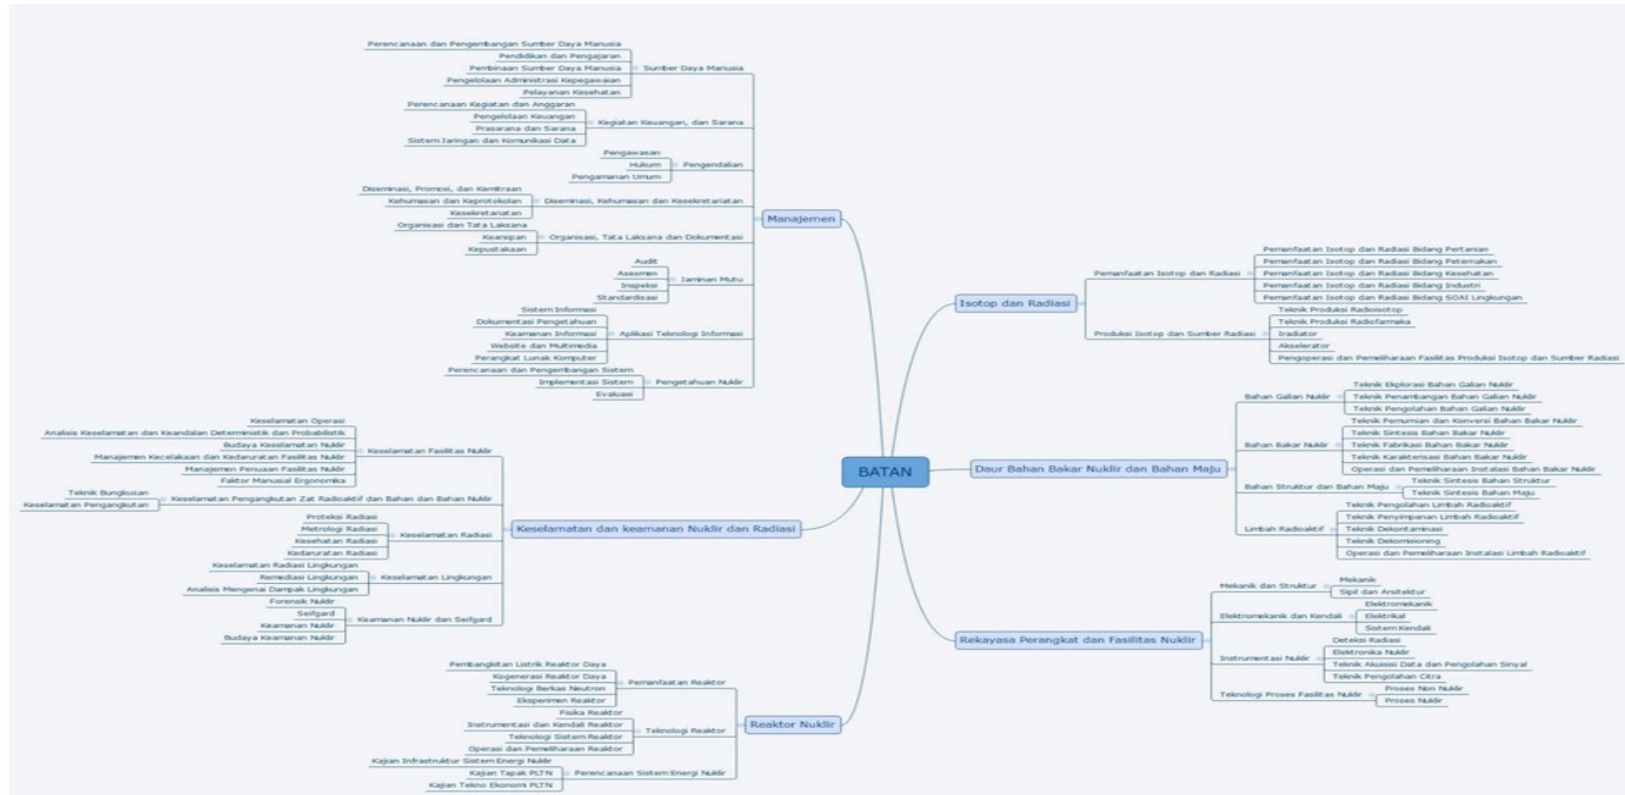 BATAN
Manajemen
Sumber Daya Manusia
Perencanaan dan Pengembangan Sumber Daya Manusia
Pendidikan dan Pengajaran
Pembinaan Sumber Daya Manusia
Pengelolaan Administrasi Kepegawaian
Pelayanan Kesehatan
Kegiatan Keuangan, dan Sarana
Perencanaan Kegiatan dan Anggaran
Pengelolaan Keuangan
Prasarana dan Sarana
Sistem Jaringan dan Komunikasi Data
Pengendalian
Pengawasan
Hukum
Pengamanan Umum
Diseminasi, Kehumasan dan Kesekretariatan
Diseminasi, Promosi, dan Kemitraan
Kehumasan dan Keprotokolan
Kesekretariatan
Organisasi, Tata Laksana dan Dokumentasi
Organisasi dan Tata Laksana
Kearsipan
Kepustakaan
Jaminan Mutu
Audit
Asesmen
Inspeksi
Standardisasi
Aplikasi Teknologi Informasi
Sistem Informasi
Dokumentasi Pengetahuan
Keamanan Informasi
Website dan Multimedia
Perangkat Lunak Komputer
Pengetahuan Nuklir
Perencanaan dan Pengembangan Sistem
Implementasi Sistem
Evaluasi
Keselamatan dan keamanan Nuklir dan Radiasi
Keselamatan Fasilitas Nuklir
Keselamatan Operasi
Analisis Keselamatan dan Keandalan Deterministik dan Probabilistik
Budaya Keselamatan Nuklir
Manajemen Kecelakaan dan Kedaruratan Fasilitas Nuklir
Manajemen Penuaan Fasilitas Nuklir
Faktor Manusial Ergonomika
Keselamatan Pengangkutan Zat Radioaktif dan Bahan dan Bahan Nuklir
Teknik Bungkusan
Keselamatan Pengangkutan
Keselamatan Radiasi
Proteksi Radiasi
Metrologi Radiasi
Kesehatan Radiasi
Kedaruratan Radiasi
Keselamatan Lingkungan
Keselamatan Radiasi Lingkungan
Remediasi Lingkungan
Analisis Mengenai Dampak Lingkungan
Keamanan Nuklir dan Seifgard
Forensik Nuklir
Seifgard
Keamanan Nuklir
Budaya Keamanan Nuklir
Reaktor Nuklir
Pemanfaatan Reaktor
Pembangkitan Listrik Reaktor Daya
Kogenerasi Reaktor Daya
Teknologi Berkas Neutron
Eksperimen Reaktor
Teknologi Reaktor
Fisika Reaktor
Instrumentasi dan Kendali Reaktor
Teknologi Sistem Reaktor
Operasi dan Pemeliharaan Reaktor
Perencanaan Sistem Energi Nuklir
Kajian Infrastruktur Sistem Energi Nuklir
Kajian Tapak PLTN
Kajian Tekno Ekonomi PLTN
Isotop dan Radiasi
Pemanfaatan Isotop dan Radiasi
Pemanfaatan Isotop dan Radiasi Bidang Pertanian
Pemanfaatan Isotop dan Radiasi Bidang Peternakan
Pemanfaatan Isotop dan Radiasi Bidang Kesehatan
Pemanfaatan Isotop dan Radiasi Bidang Industri
Pemanfaatan Isotop dan Radiasi Bidang SDAI Lingkungan
Produksi Isotop dan Sumber Radiasi
Teknik Produksi Radioisotop
Teknik Produksi Radiofarmaka
Iradiator
Akselerator
Pengoperasi dan Pemeliharaan Fasilitas Produksi Isotop dan Sumber Radiasi
Daur Bahan Bakar Nuklir dan Bahan Maju
Bahan Galian Nuklir
Teknik Ekplorasi Bahan Galian Nuklir
Teknik Penambangan Bahan Galian Nuklir
Teknik Pengolahan Bahan Galian Nuklir
Bahan Bakar Nuklir
Teknik Pemurnian dan Konversi Bahan Bakar Nuklir
Teknik Sintesis Bahan Bakar Nuklir
Teknik Fabrikasi Bahan Bakar Nuklir
Teknik Karakterisasi Bahan Bakar Nuklir
Operasi dan Pemeliharaan Instalasi Bahan Bakar Nuklir
Bahan Struktur dan Bahan Maju
Teknik Sintesis Bahan Struktur
Teknik Sintesis Bahan Maju
Limbah Radioaktif
Teknik Pengolahan Limbah Radioaktif
Teknik Penyimpanan Limbah Radioaktif
Teknik Dekontaminasi
Teknik Dekomisioning
Operasi dan Pemeliharaan Instalasi Limbah Radioaktif
Rekayasa Perangkat dan Fasilitas Nuklir
Mekanik dan Struktur
Mekanik
Sipil dan Arsitektur
Elektromekanik dan Kendali
Elektromekanik
Elektrikal
Sistem Kendali
Instrumentasi Nuklir
Deteksi Radiasi
Elektronika Nuklir
Teknik Akuisisi Data dan Pengolahan Sinyal
Teknik Pengolahan Citra
Teknologi Proses Fasilitas Nuklir
Proses Non Nuklir
Proses Nuklir